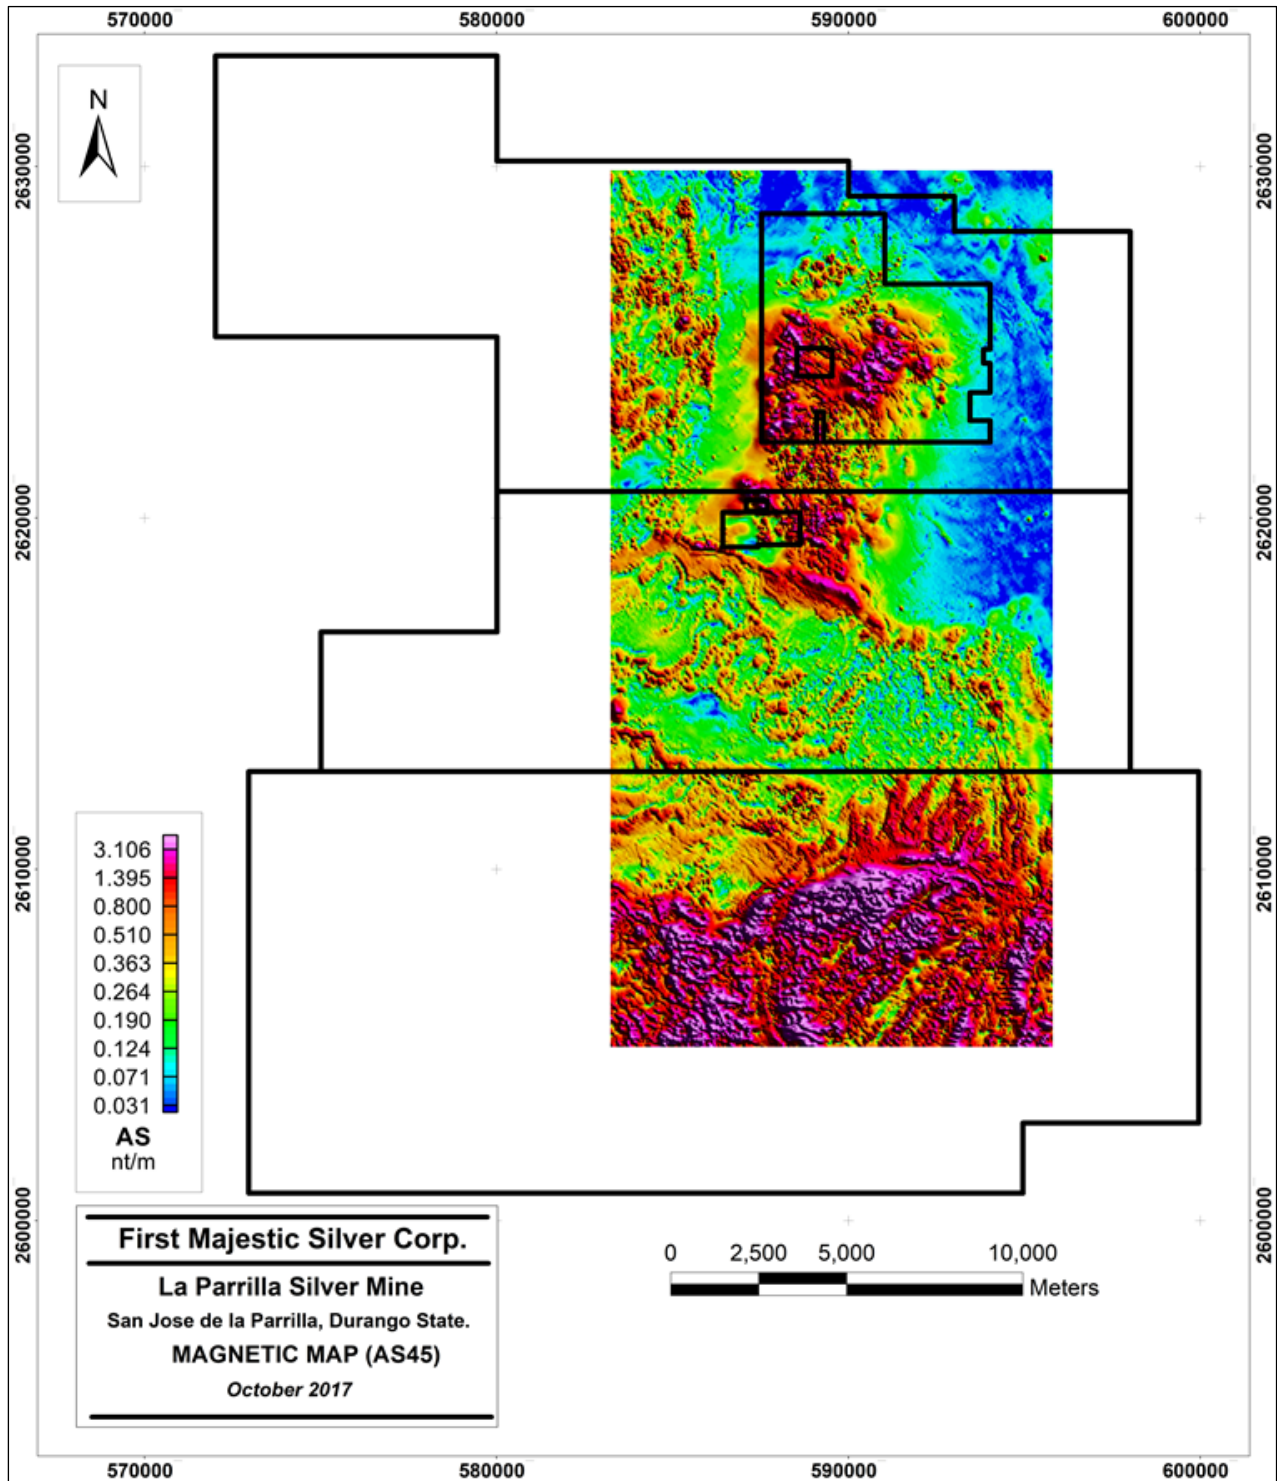 570000 580000 590000 600000
N
2630000 2630000
2620000 2620000
2610000 2610000
2600000 2600000
3.106
1.395
0.800
0.510
0.363
0.264
0.190
0.124
0.071
0.031
AS
nt/m
First Majestic Silver Corp.
La Parrilla Silver Mine
San Jose de la Parrilla, Durango State.
MAGNETIC MAP (AS45)
October 2017
0 2,500 5,000 10,000
Meters
570000 580000 590000 600000